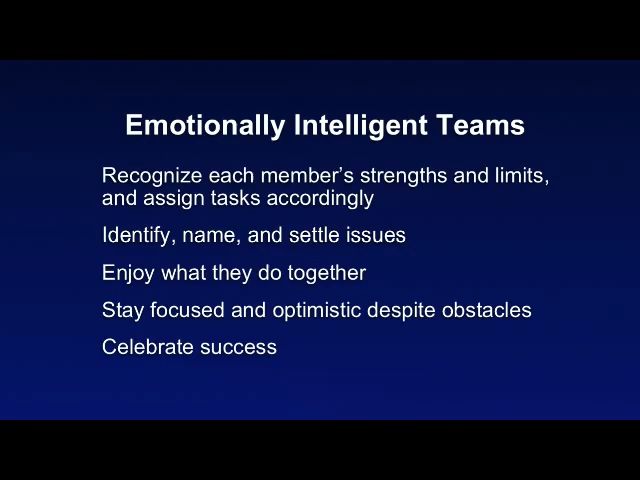 Emotionally Intelligent Teams
Recognize each member’s strengths and limits,
and assign tasks accordingly
Identify, name, and settle issues
Enjoy what they do together
Stay focused and optimistic despite obstacles
Celebrate success